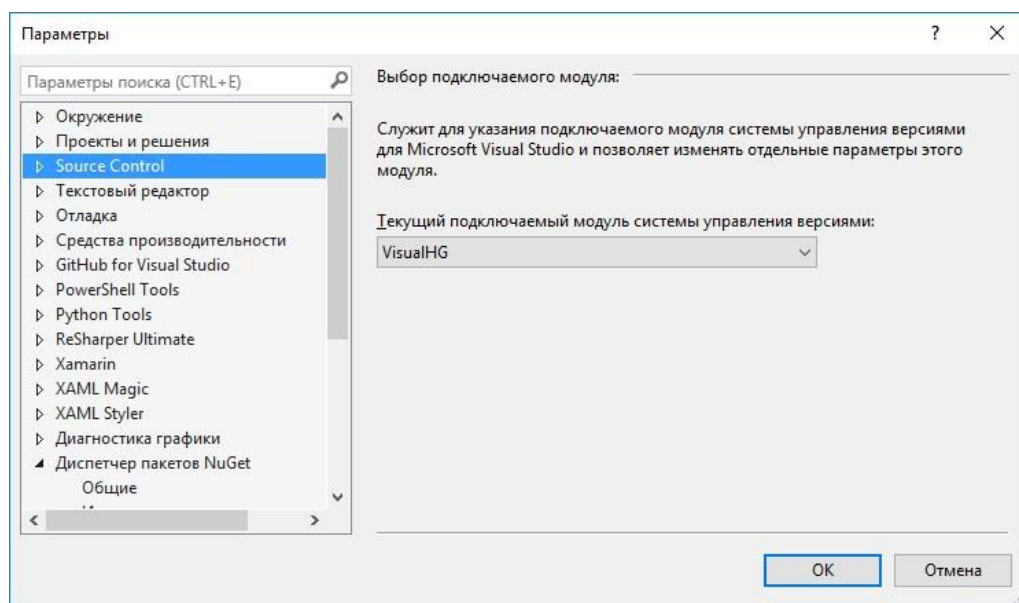 Параметры
?
Параметры поиска (CTRL+E)
Окружение
Проекты и решения
Source Control
Текстовый редактор
Отладка
Средства производительности
GitHub for Visual Studio
PowerShell Tools
Python Tools
ReSharper Ultimate
Xamarin
XAML Magic
XAML Styler
Диагностика графики
Диспетчер пакетов NuGet
Общие
Выбор подключаемого модуля:
Служит для указания подключаемого модуля системы управления версиями
для Microsoft Visual Studio и позволяет изменять отдельные параметры этого
модуля.
Текущий подключаемый модуль системы управления версиями:
VisualHG
OK
Отмена